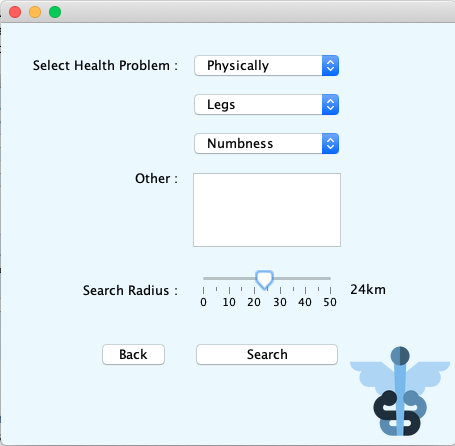 Select Health Problem : Physically
Legs
Numbness
Other :
Search Radius : 24km
0 10 20 30 40 50
Back Search